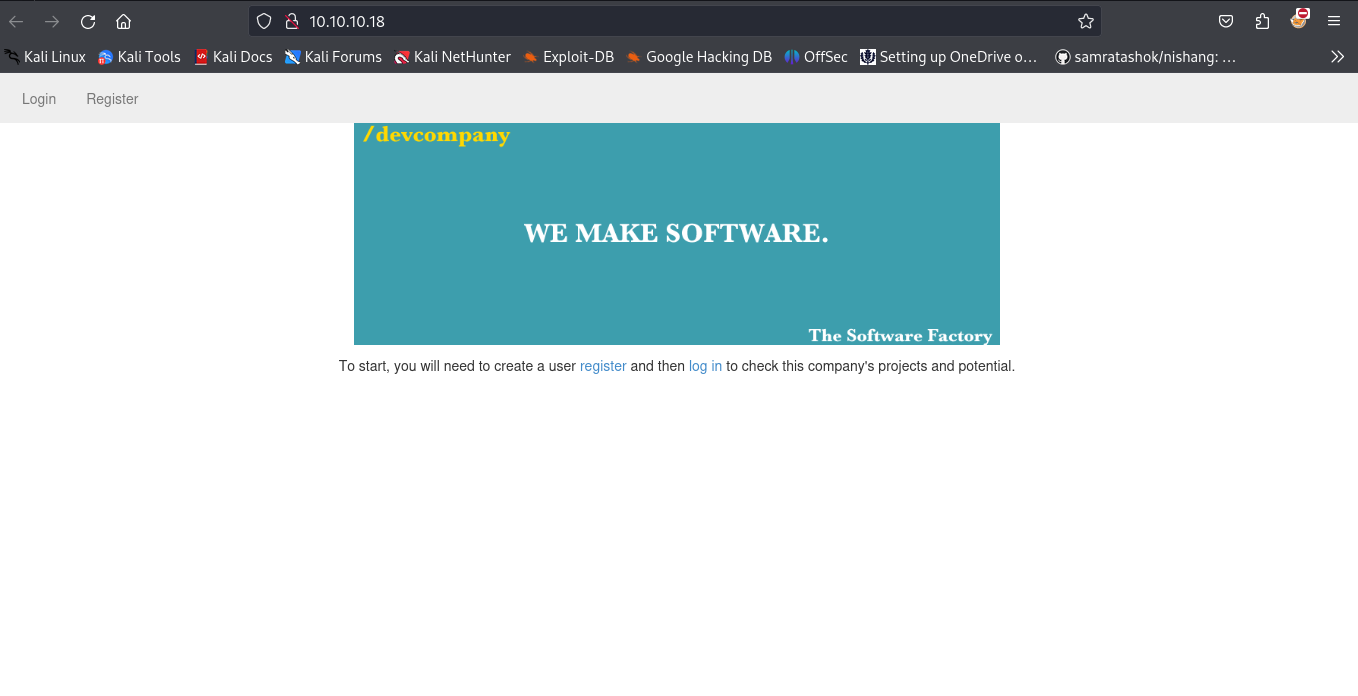 10.10.10.18
Kali Linux Kali Tools Kali Docs Kali Forums Kali NetHunter Exploit-DB Google Hacking DB OffSec Setting up OneDrive o… samratashok/nishang: …
Login Register
/devcompany
WE MAKE SOFTWARE.
The Software Factory
To start, you will need to create a user register and then log in to check this company's projects and potential.